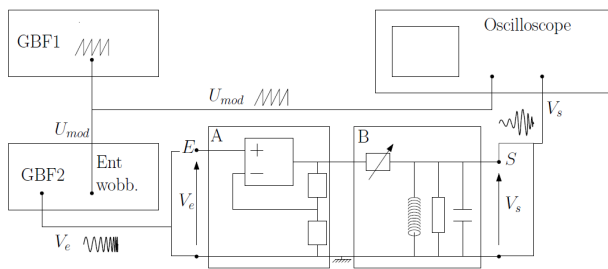 GBF1
Oscilloscope
U_mod
V_s
U_mod
GBF2
Ent
wobb.
V_e
E
A
+
−
V_e
B
S
V_s